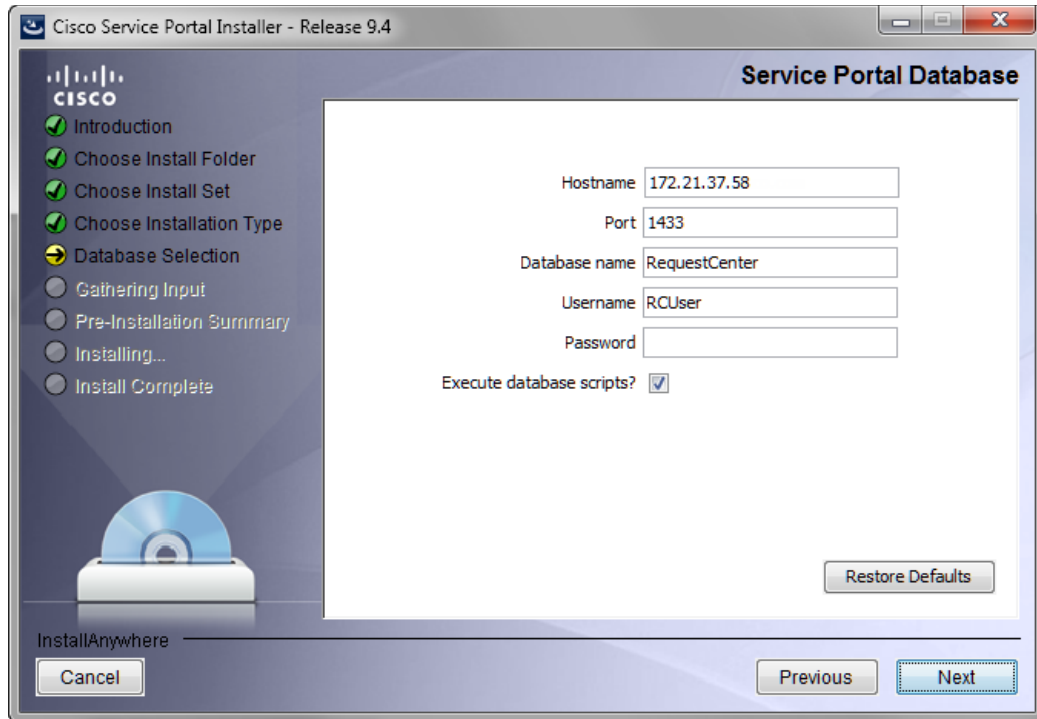 Cisco Service Portal Installer - Release 9.4
CISCO
Service Portal Database
Introduction
Choose Install Folder
Choose Install Set
Choose Installation Type
Database Selection
Gathering Input
Pre-Installation Summary
Installing...
Install Complete
Hostname 172.21.37.58
Port 1433
Database name RequestCenter
Username RCUser
Password
Execute database scripts?
Restore Defaults
InstallAnywhere
Cancel
Previous
Next